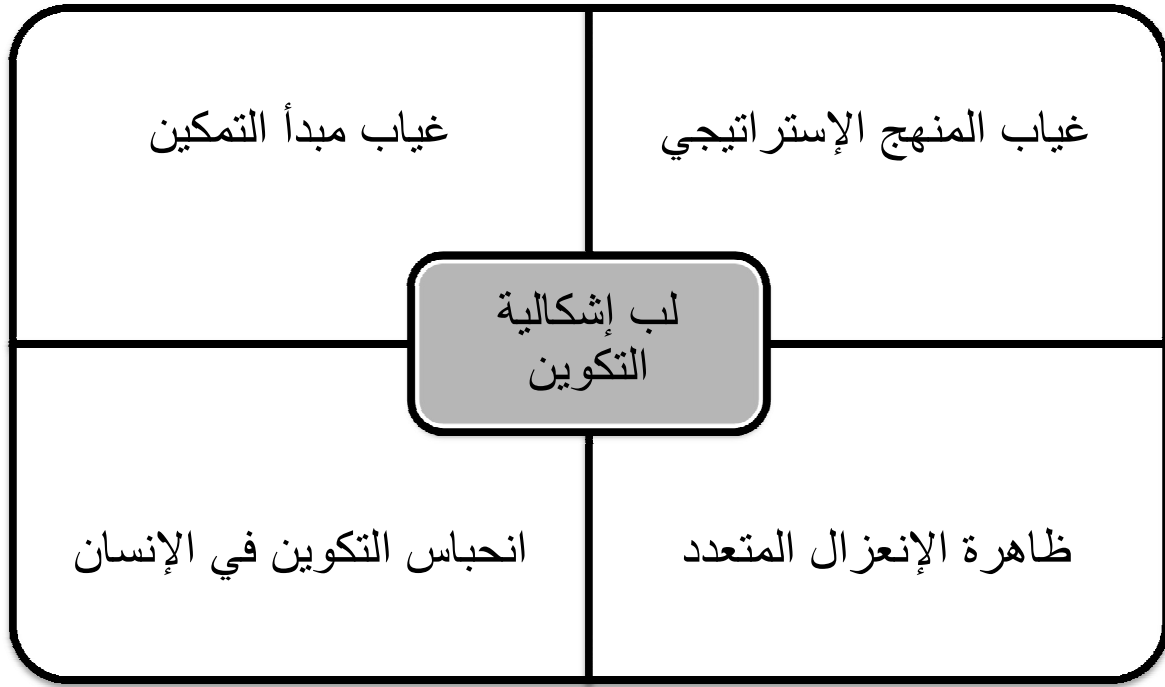 غياب المنهج الإستراتيجي
غياب مبدأ التمكين
لب إشكالية
التكوين
ظاهرة الإنعزال المتعدد
انحباس التكوين في الإنسان